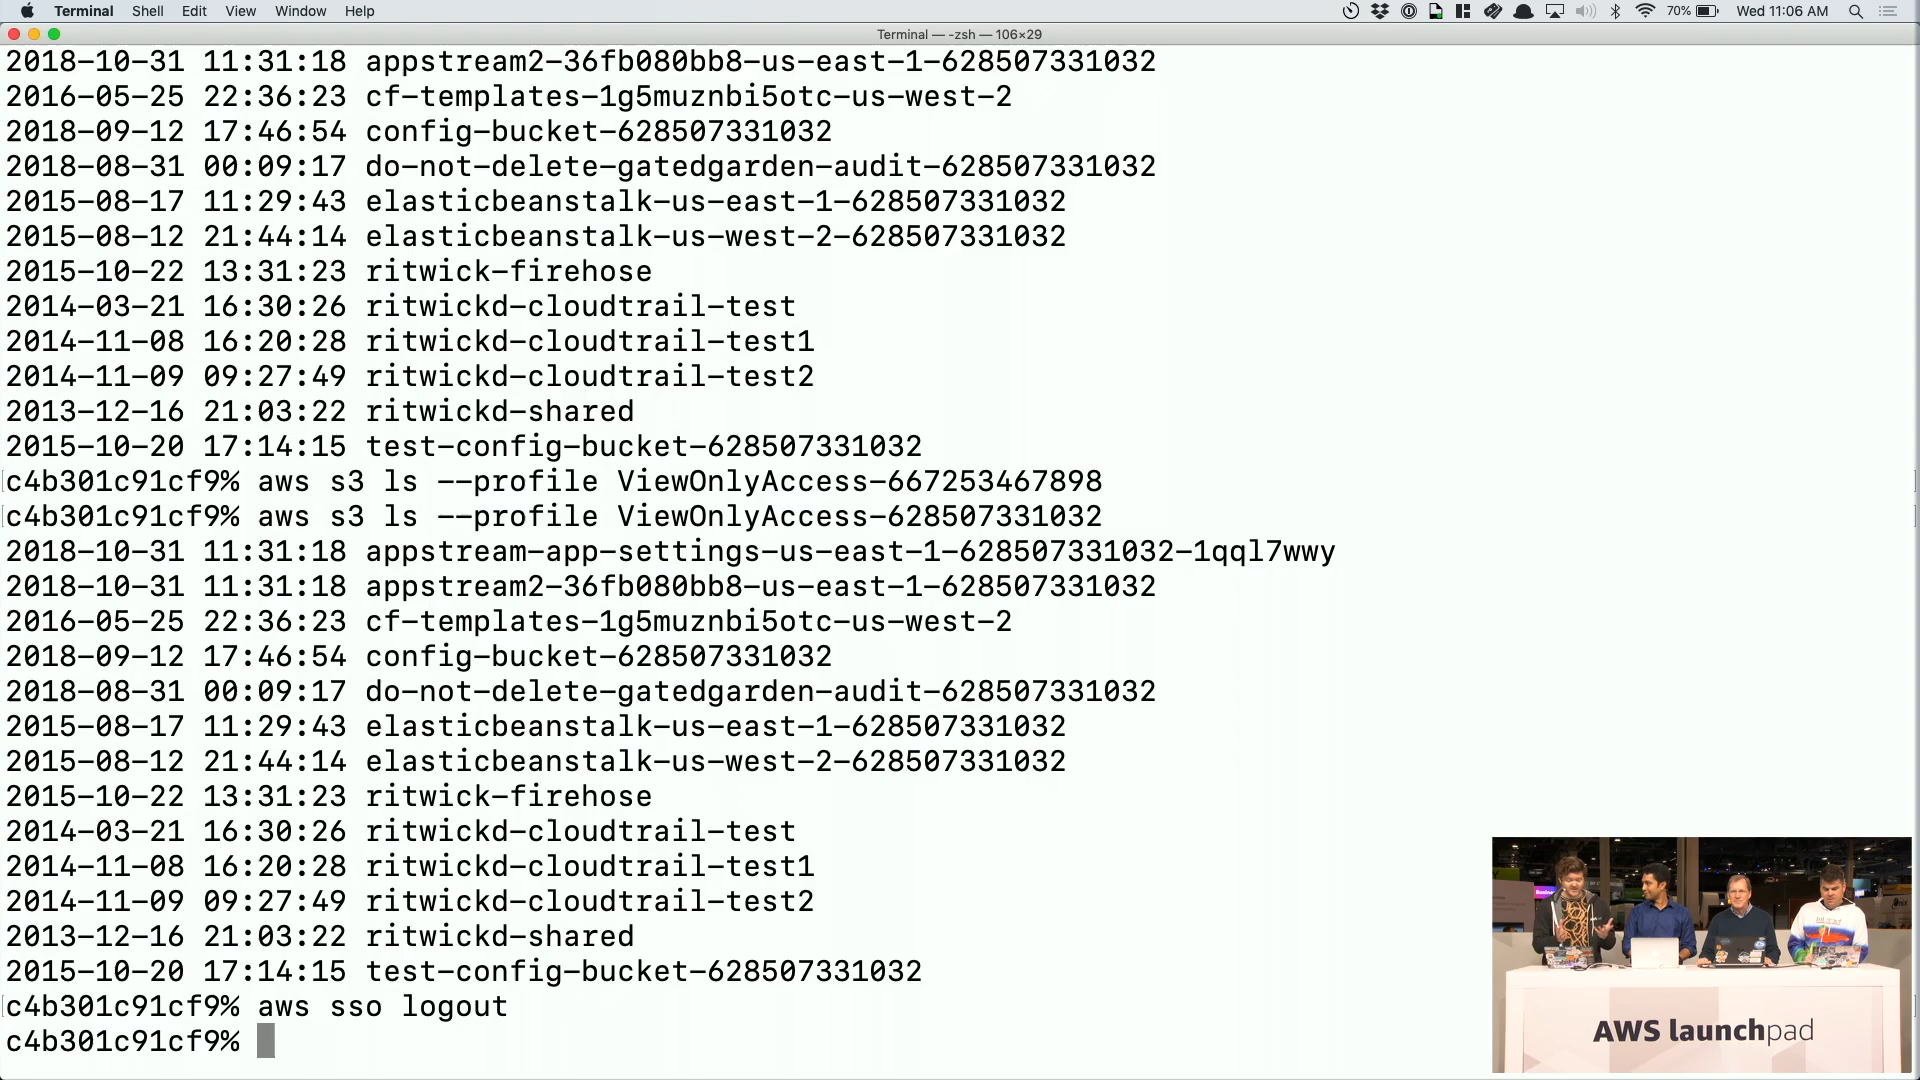 Terminal Shell Edit View Window Help 70% Wed 11:06 AM
Terminal — -zsh — 106×29
2018-10-31 11:31:18 appstream2-36fb080bb8-us-east-1-628507331032
2016-05-25 22:36:23 cf-templates-1g5muznbi5otc-us-west-2
2018-09-12 17:46:54 config-bucket-628507331032
2018-08-31 00:09:17 do-not-delete-gatedgarden-audit-628507331032
2015-08-17 11:29:43 elasticbeanstalk-us-east-1-628507331032
2015-08-12 21:44:14 elasticbeanstalk-us-west-2-628507331032
2015-10-22 13:31:23 ritwick-firehose
2014-03-21 16:30:26 ritwickd-cloudtrail-test
2014-11-08 16:20:28 ritwickd-cloudtrail-test1
2014-11-09 09:27:49 ritwickd-cloudtrail-test2
2013-12-16 21:03:22 ritwickd-shared
2015-10-20 17:14:15 test-config-bucket-628507331032
c4b301c91cf9% aws s3 ls --profile ViewOnlyAccess-667253467898
c4b301c91cf9% aws s3 ls --profile ViewOnlyAccess-628507331032
2018-10-31 11:31:18 appstream-app-settings-us-east-1-628507331032-1qql7wwy
2018-10-31 11:31:18 appstream2-36fb080bb8-us-east-1-628507331032
2016-05-25 22:36:23 cf-templates-1g5muznbi5otc-us-west-2
2018-09-12 17:46:54 config-bucket-628507331032
2018-08-31 00:09:17 do-not-delete-gatedgarden-audit-628507331032
2015-08-17 11:29:43 elasticbeanstalk-us-east-1-628507331032
2015-08-12 21:44:14 elasticbeanstalk-us-west-2-628507331032
2015-10-22 13:31:23 ritwick-firehose
2014-03-21 16:30:26 ritwickd-cloudtrail-test
2014-11-08 16:20:28 ritwickd-cloudtrail-test1
2014-11-09 09:27:49 ritwickd-cloudtrail-test2
2013-12-16 21:03:22 ritwickd-shared
2015-10-20 17:14:15 test-config-bucket-628507331032
c4b301c91cf9% aws sso logout
c4b301c91cf9%
AWS launchpad